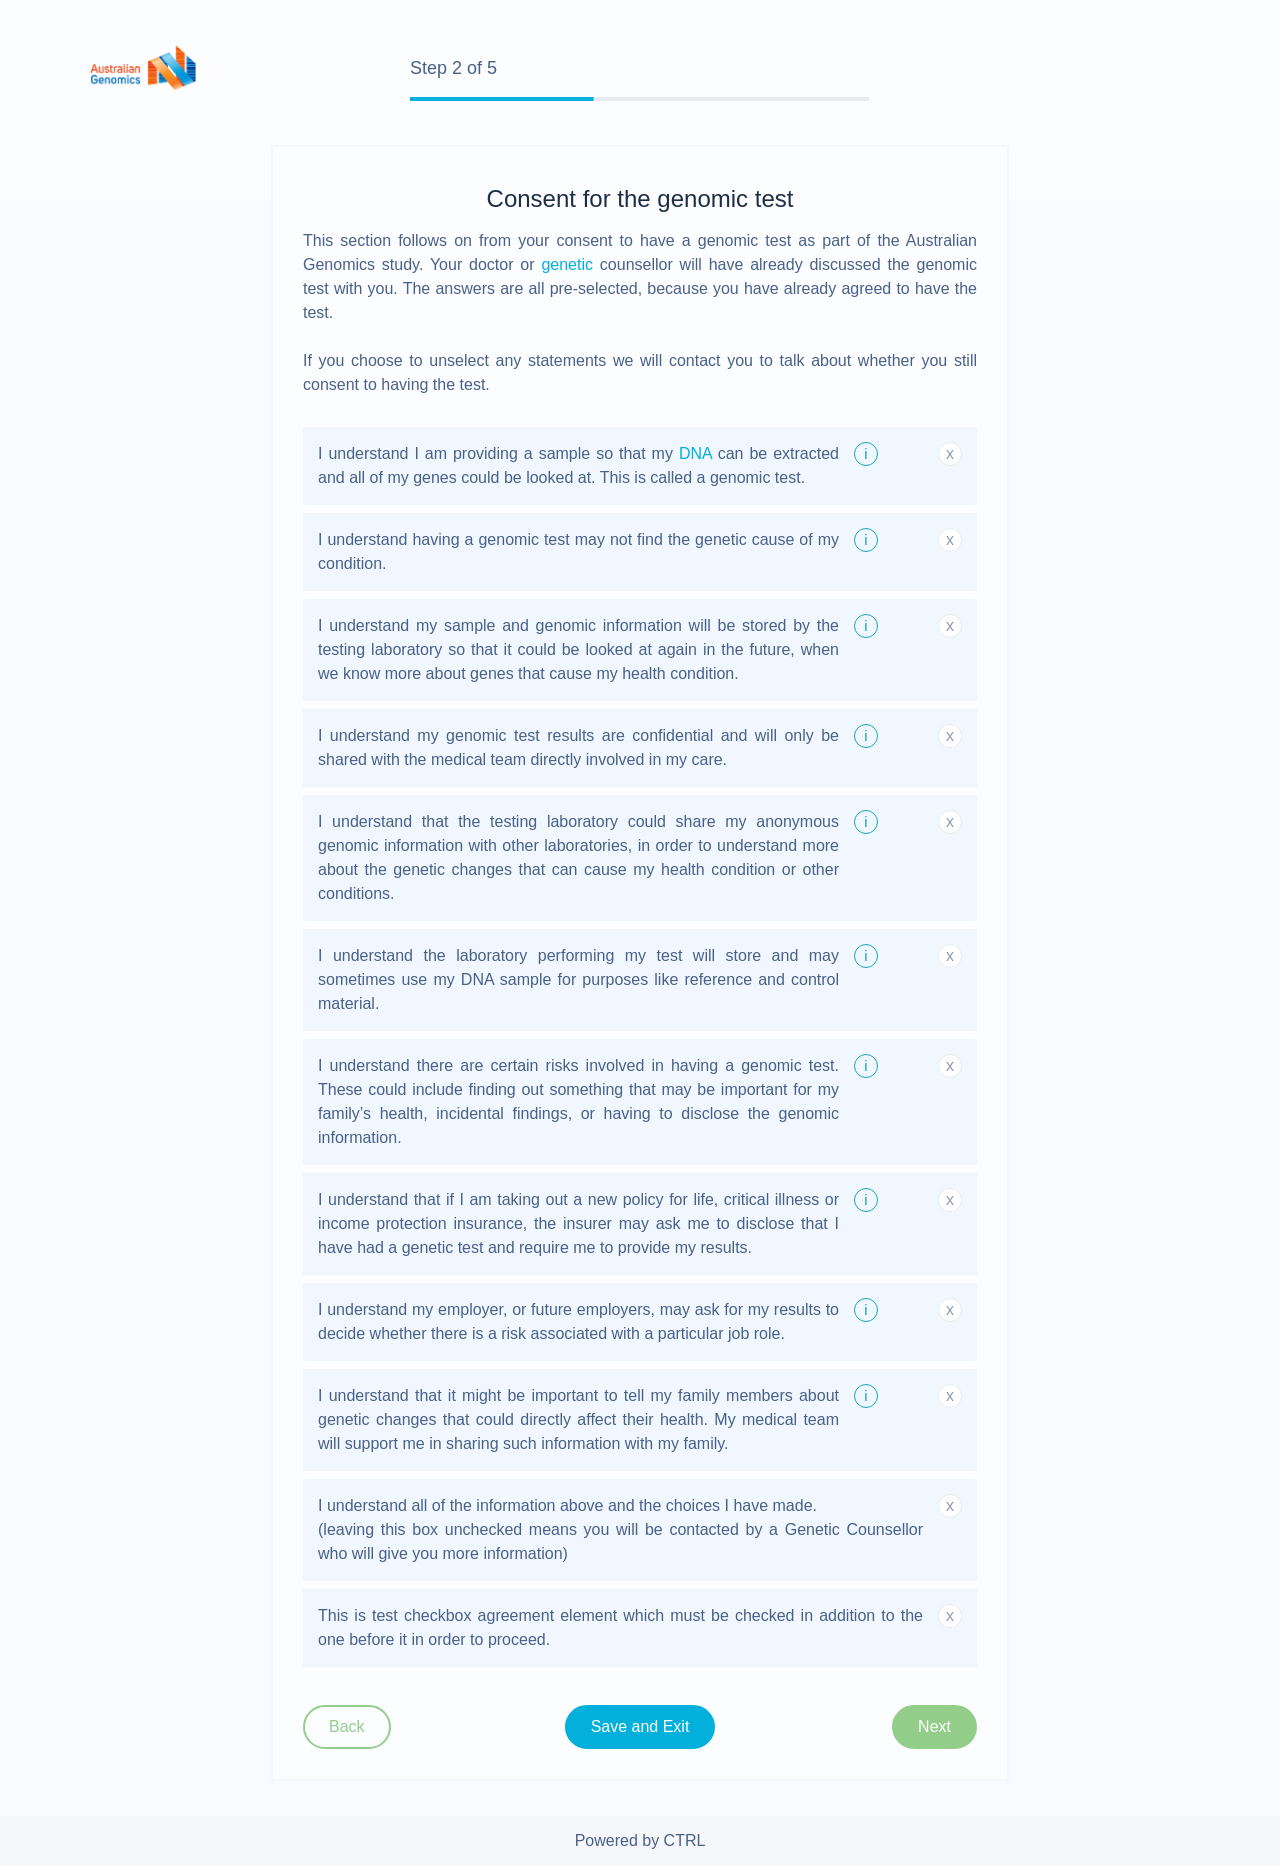 Australian
Genomics
Step 2 of 5
Consent for the genomic test
This section follows on from your consent to have a genomic test as part of the Australian
Genomics study. Your doctor or genetic counsellor will have already discussed the genomic
test with you. The answers are all pre-selected, because you have already agreed to have the
test.
If you choose to unselect any statements we will contact you to talk about whether you still
consent to having the test.
I understand I am providing a sample so that my DNA can be extracted i x
and all of my genes could be looked at. This is called a genomic test.
I understand having a genomic test may not find the genetic cause of my i x
condition.
I understand my sample and genomic information will be stored by the i x
testing laboratory so that it could be looked at again in the future, when
we know more about genes that cause my health condition.
I understand my genomic test results are confidential and will only be i x
shared with the medical team directly involved in my care.
I understand that the testing laboratory could share my anonymous i x
genomic information with other laboratories, in order to understand more
about the genetic changes that can cause my health condition or other
conditions.
I understand the laboratory performing my test will store and may i x
sometimes use my DNA sample for purposes like reference and control
material.
I understand there are certain risks involved in having a genomic test. i x
These could include finding out something that may be important for my
family’s health, incidental findings, or having to disclose the genomic
information.
I understand that if I am taking out a new policy for life, critical illness or i x
income protection insurance, the insurer may ask me to disclose that I
have had a genetic test and require me to provide my results.
I understand my employer, or future employers, may ask for my results to i x
decide whether there is a risk associated with a particular job role.
I understand that it might be important to tell my family members about i x
genetic changes that could directly affect their health. My medical team
will support me in sharing such information with my family.
I understand all of the information above and the choices I have made. x
(leaving this box unchecked means you will be contacted by a Genetic Counsellor
who will give you more information)
This is test checkbox agreement element which must be checked in addition to the x
one before it in order to proceed.
Back Save and Exit Next
Powered by CTRL